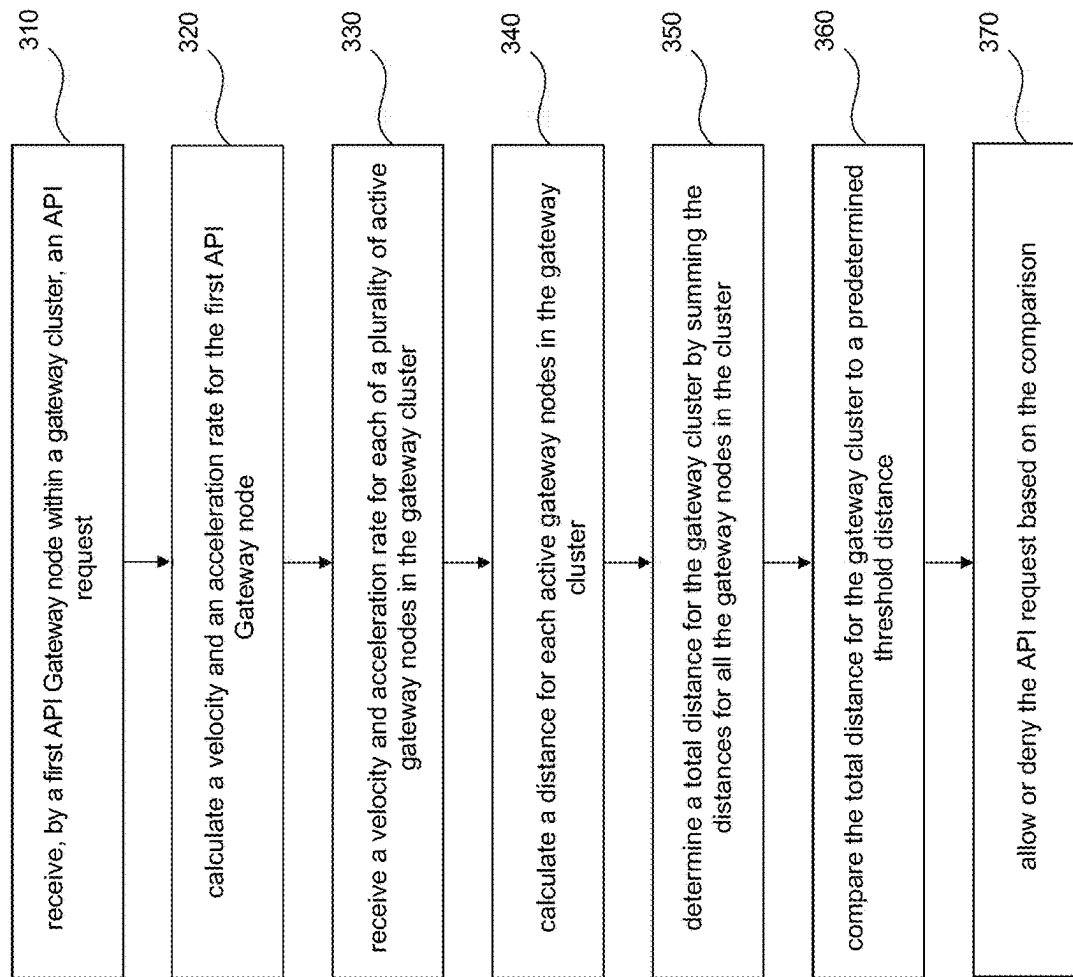 receive, by a first API Gateway node within a gateway cluster, an API
request
310
calculate a velocity and an acceleration rate for the first API
Gateway node
320
receive a velocity and acceleration rate for each of a plurality of active
gateway nodes in the gateway cluster
330
calculate a distance for each active gateway nodes in the gateway
cluster
340
determine a total distance for the gateway cluster by summing the
distances for all the gateway nodes in the cluster
350
compare the total distance for the gateway cluster to a predetermined
threshold distance
360
allow or deny the API request based on the comparison
370